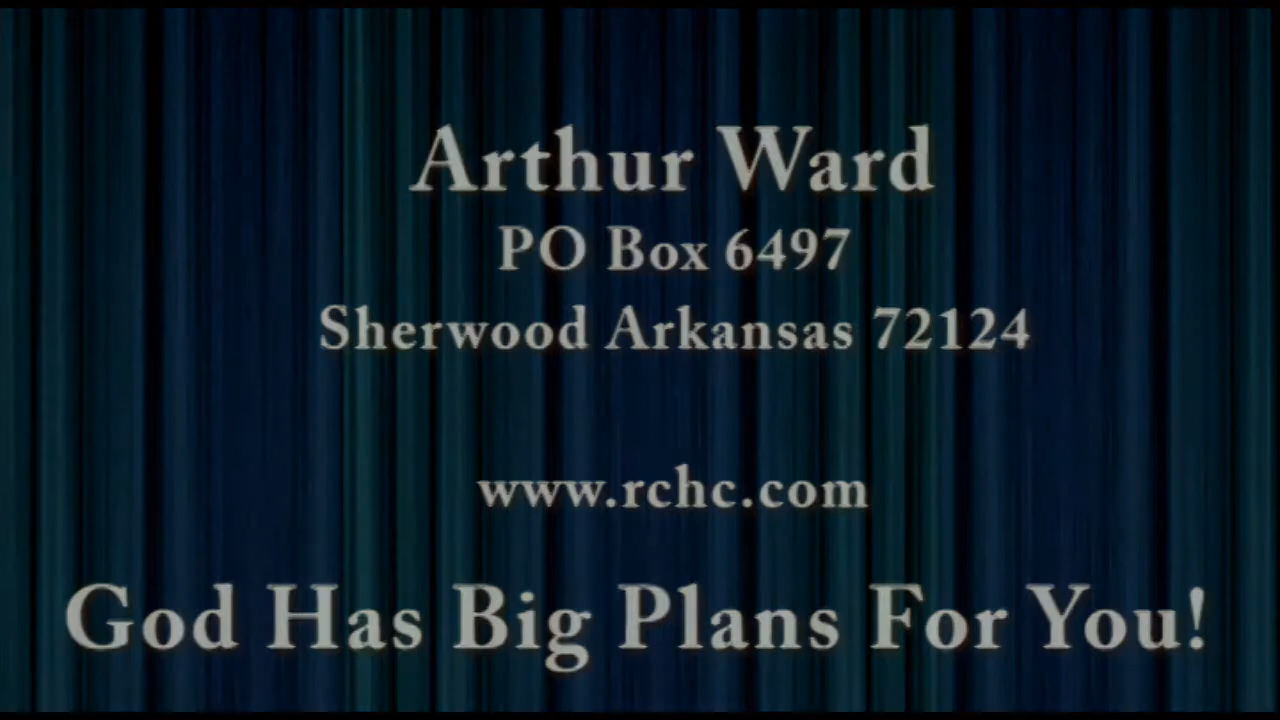 Arthur Ward
PO Box 6497
Sherwood Arkansas 72124
www.rchc.com
God Has Big Plans For You!